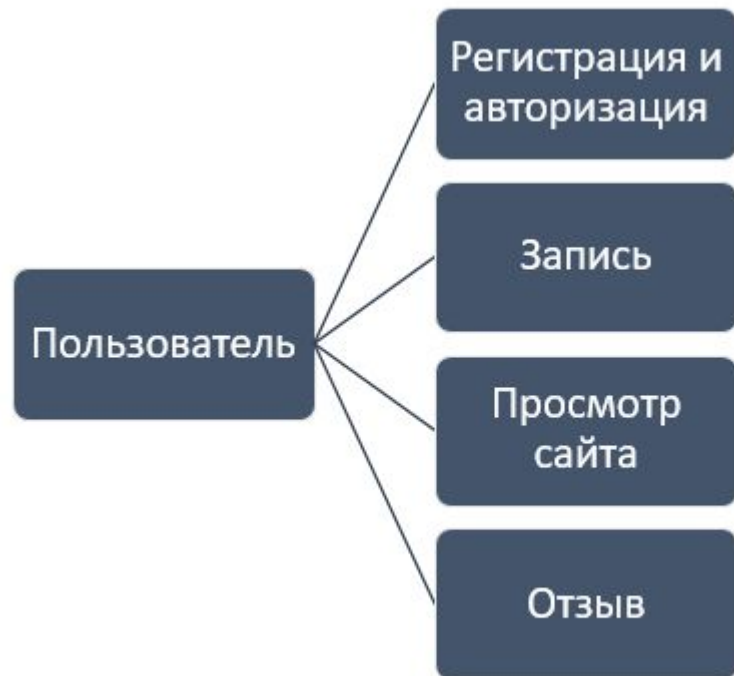 Регистрация и
авторизация
Запись
Пользователь
Просмотр
сайта
Отзыв